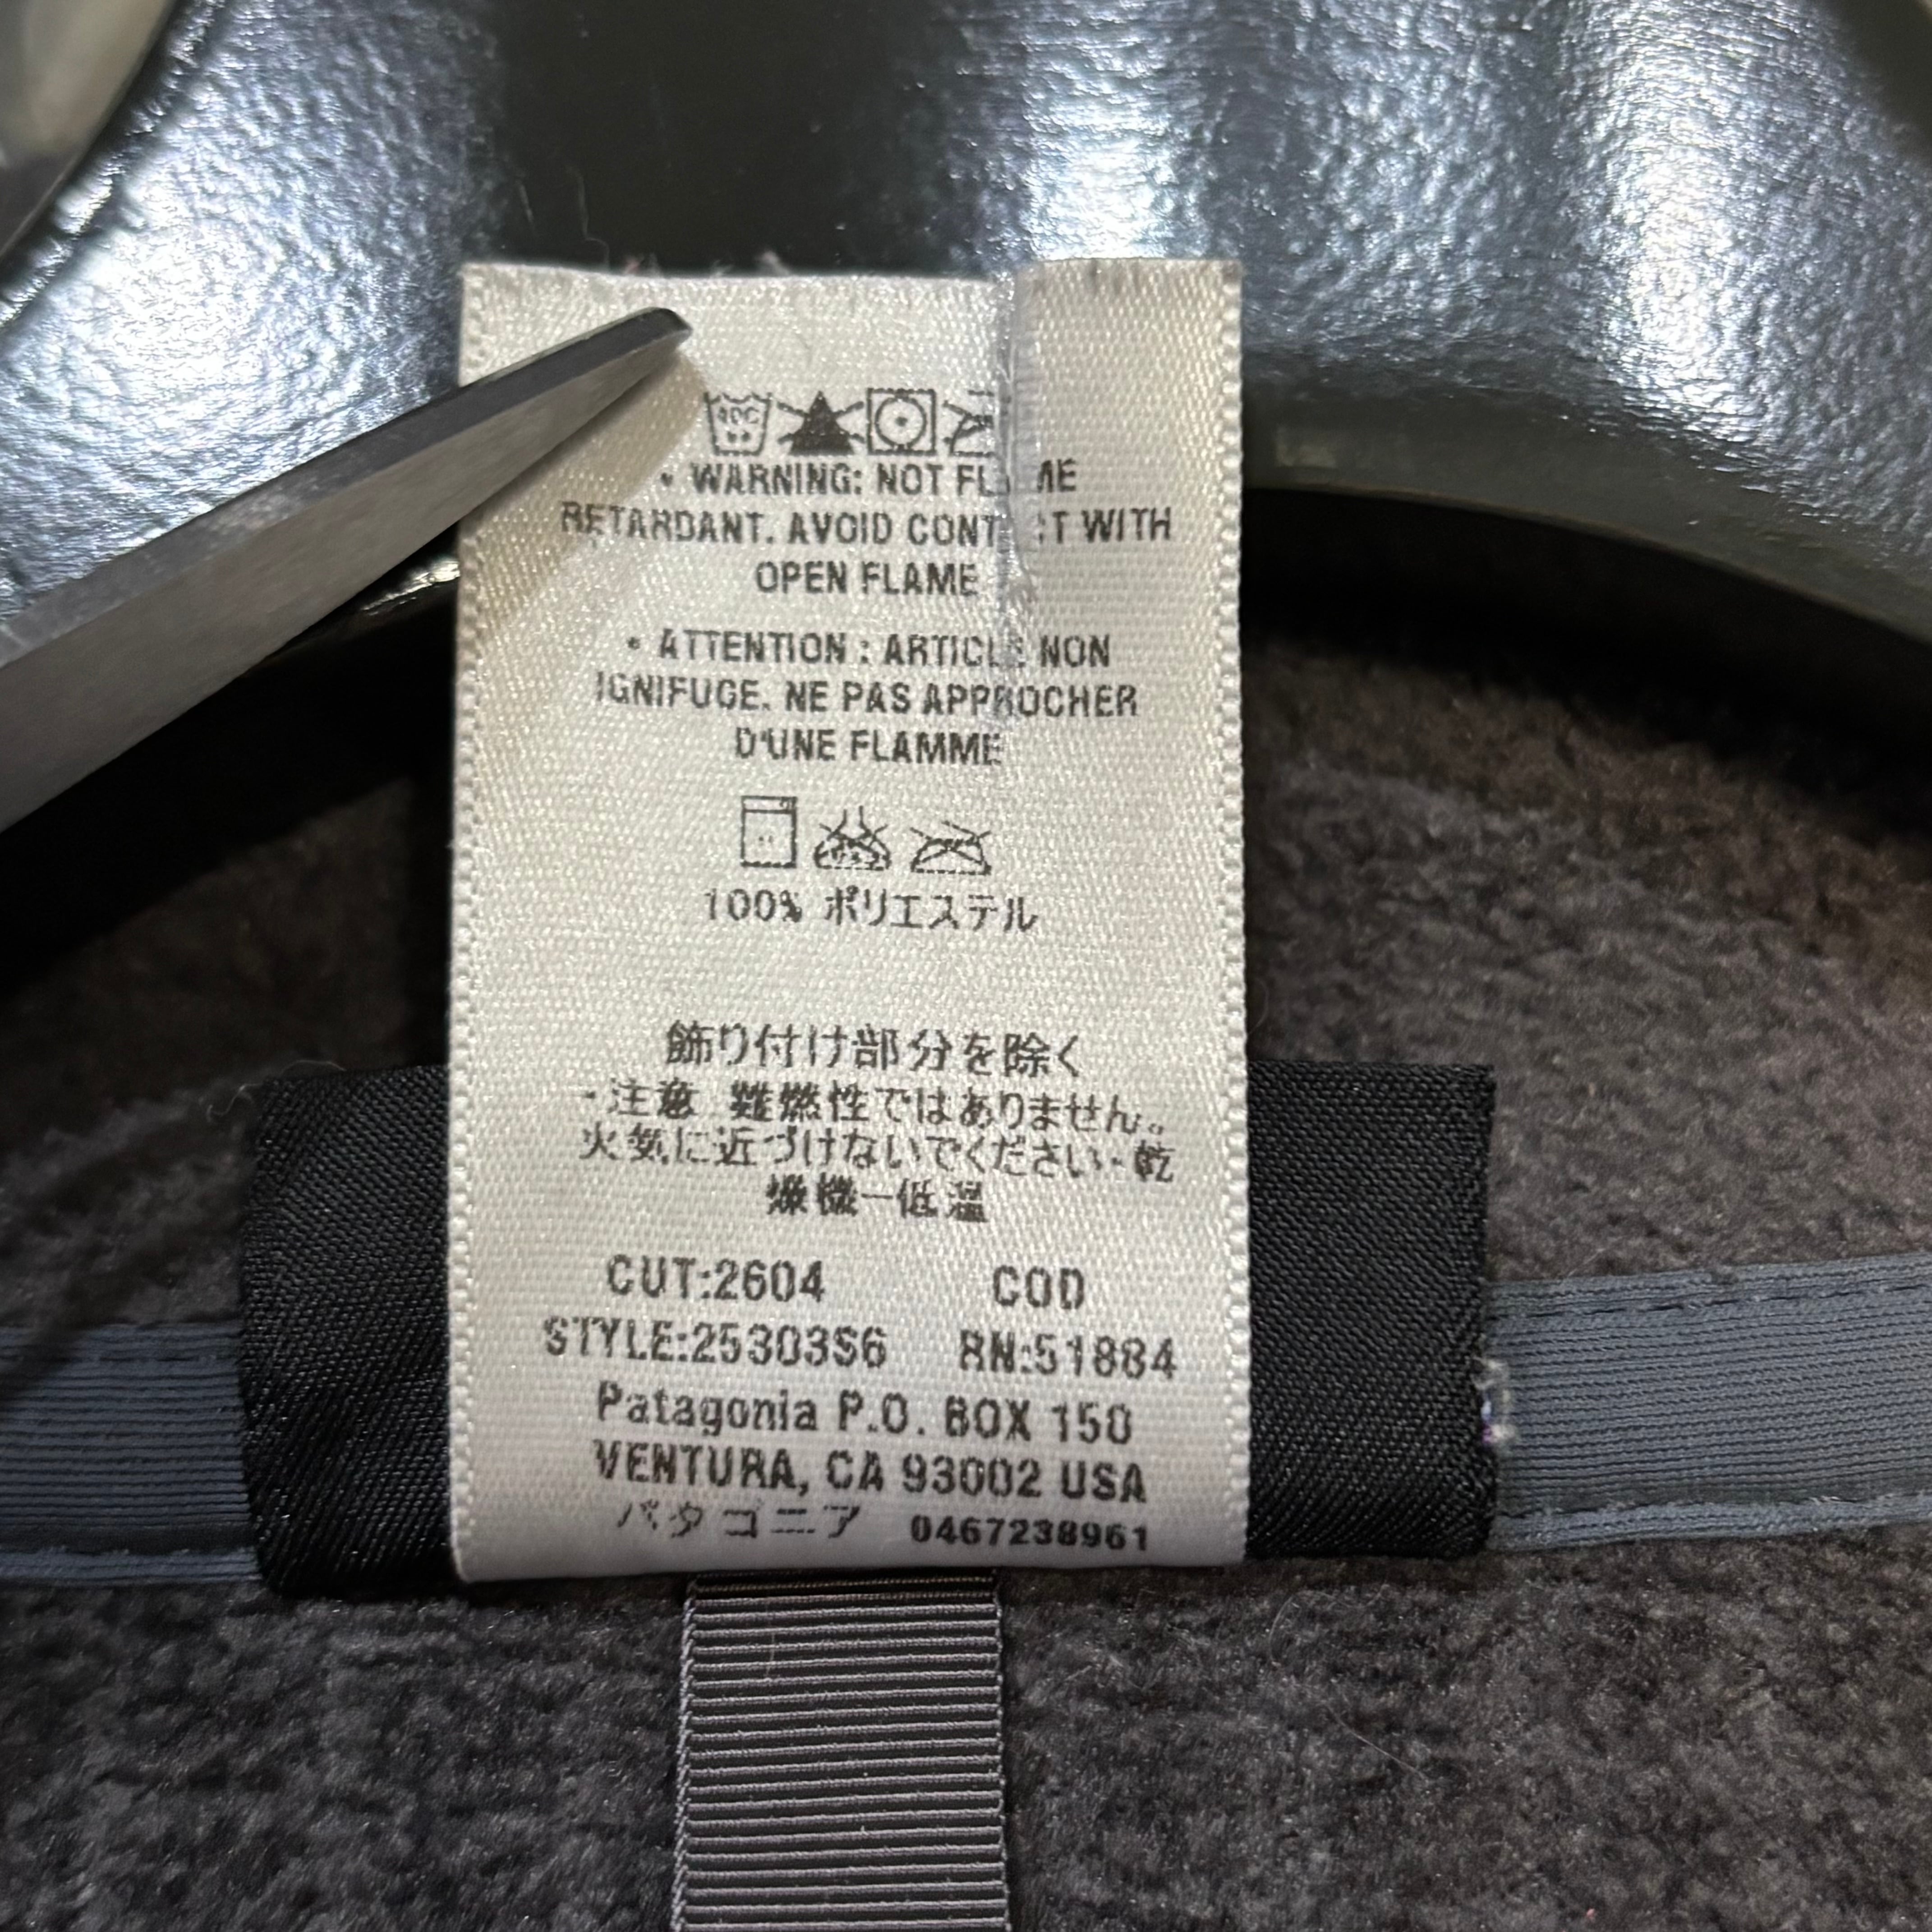 40C
• WARNING: NOT FL ME
RETARDANT. AVOID CONT CT WITH
OPEN FLAME
• ATTENTION : ARTICLE NON
IGNIFUGE. NE PAS APPROCHER
D'UNE FLAMME
100% ポリエステル
飾り付け部分を除く
・注意 難燃性ではありません。
火気に近づけないでください・乾
燥機ー低温
CUT:2604 COD
STYLE:25303S6 RN:51884
Patagonia P.O. BOX 150
VENTURA, CA 93002 USA
パタゴニア 0467238961